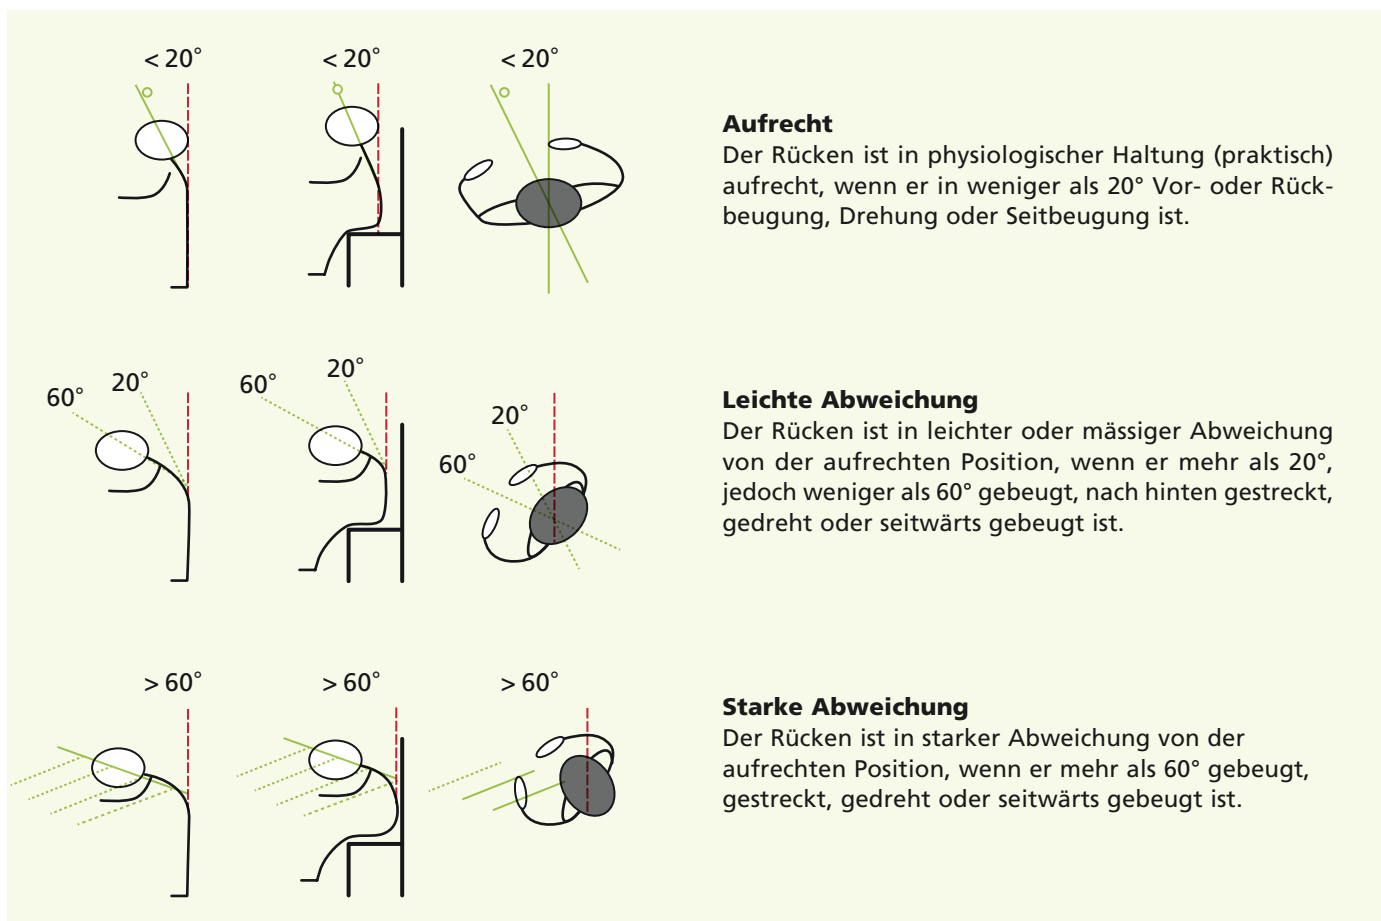 < 20° < 20° < 20°
Aufrecht
Der Rücken ist in physiologischer Haltung (praktisch)
aufrecht, wenn er in weniger als 20° Vor- oder Rück-
beugung, Drehung oder Seitbeugung ist.
60° 20° 60° 20° 20° 60°
Leichte Abweichung
Der Rücken ist in leichter oder mässiger Abweichung
von der aufrechten Position, wenn er mehr als 20°,
jedoch weniger als 60° gebeugt, nach hinten gestreckt,
gedreht oder seitwärts gebeugt ist.
> 60° > 60° > 60°
Starke Abweichung
Der Rücken ist in starker Abweichung von der
aufrechten Position, wenn er mehr als 60° gebeugt,
gestreckt, gedreht oder seitwärts gebeugt ist.